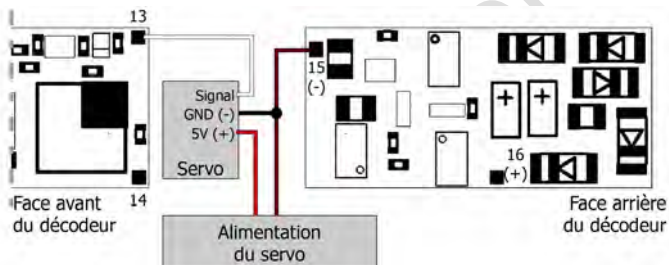 13
15
(-)
Signal
GND (-)
5V (+)
Servo
16
(+)
14
Face avant
du décodeur
Face arrière
du décodeur
Alimentation
du servo